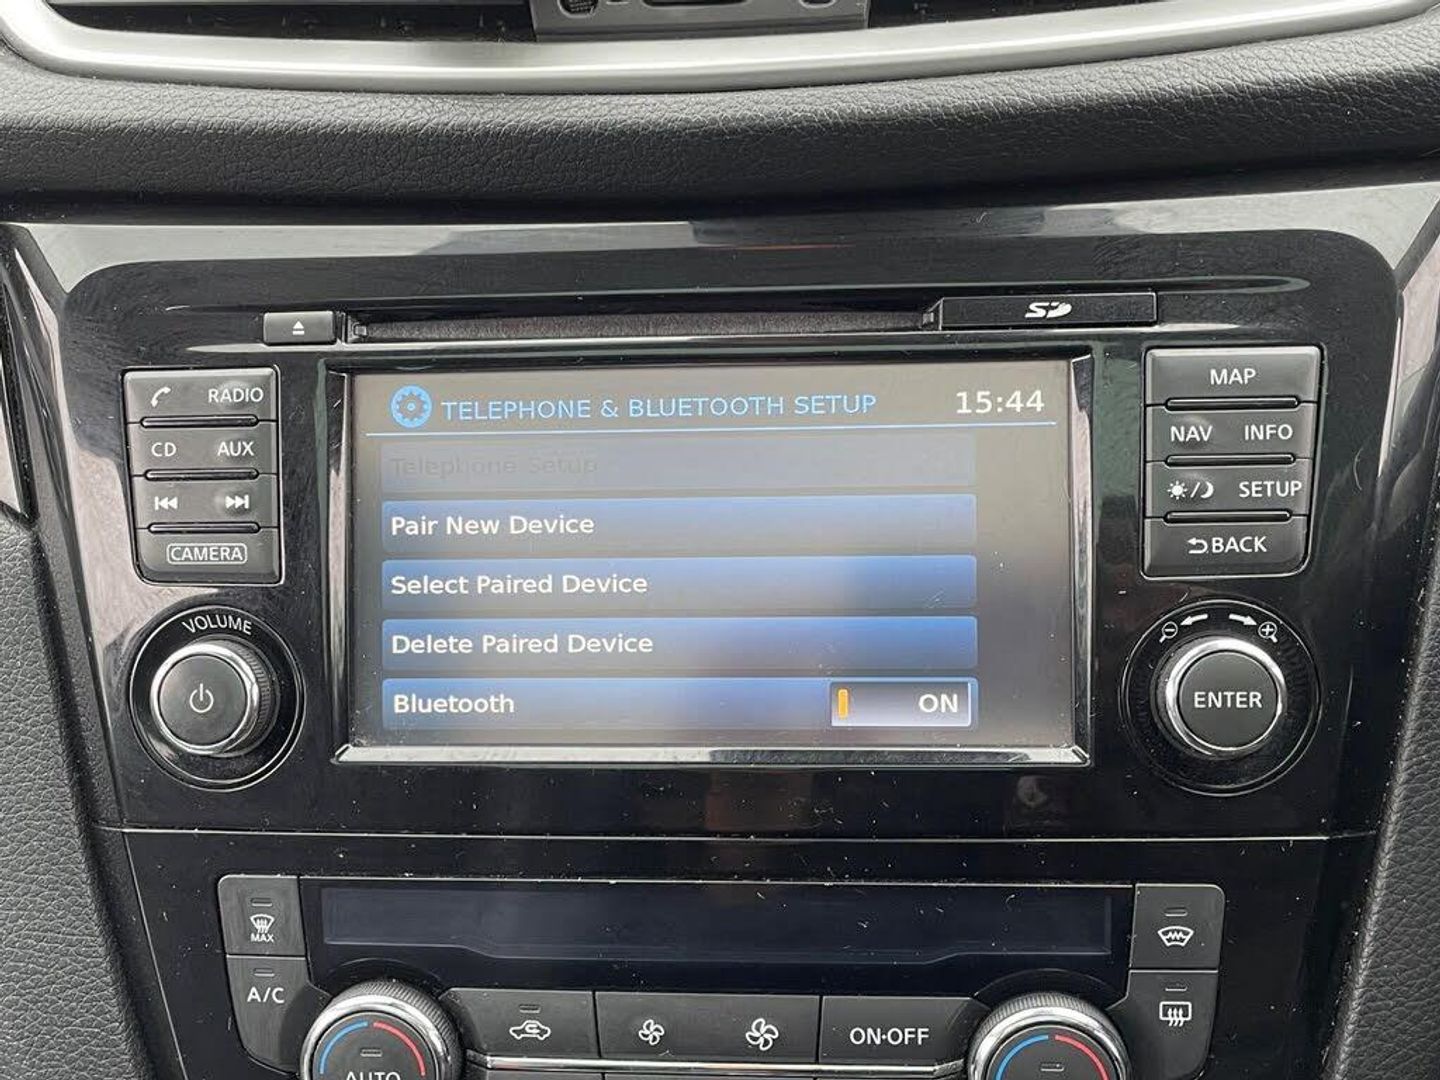 SD
RADIO
CD AUX
CAMERA
VOLUME
TELEPHONE & BLUETOOTH SETUP 15:44
Telephone Setup
Pair New Device
Select Paired Device
Delete Paired Device
Bluetooth ON
MAP
NAV INFO
SETUP
BACK
ENTER
MAX
A/C
AUTO
ON·OFF